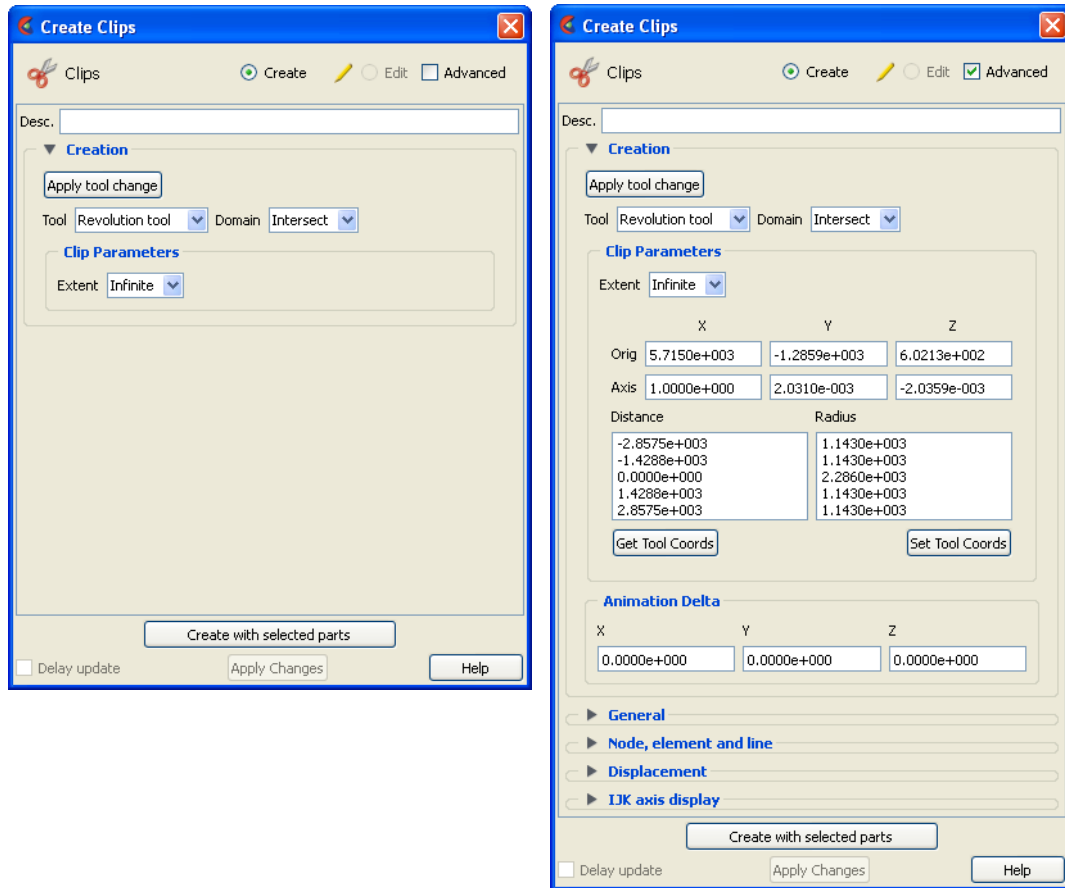 Create Clips
Clips Create Edit Advanced
Desc.
Creation
Apply tool change
Tool Revolution tool Domain Intersect
Clip Parameters
Extent Infinite
Create with selected parts
Delay update Apply Changes Help
Create Clips
Clips Create Edit Advanced
Desc.
Creation
Apply tool change
Tool Revolution tool Domain Intersect
Clip Parameters
Extent Infinite
X Y Z
Orig 5.7150e+003 -1.2859e+003 6.0213e+002
Axis 1.0000e+000 2.0310e-003 -2.0359e-003
Distance Radius
-2.8575e+003 1.1430e+003
-1.4288e+003 1.1430e+003
0.0000e+000 2.2860e+003
1.4288e+003 1.1430e+003
2.8575e+003 1.1430e+003
Get Tool Coords Set Tool Coords
Animation Delta
X Y Z
0.0000e+000 0.0000e+000 0.0000e+000
General
Node, element and line
Displacement
IJK axis display
Create with selected parts
Delay update Apply Changes Help